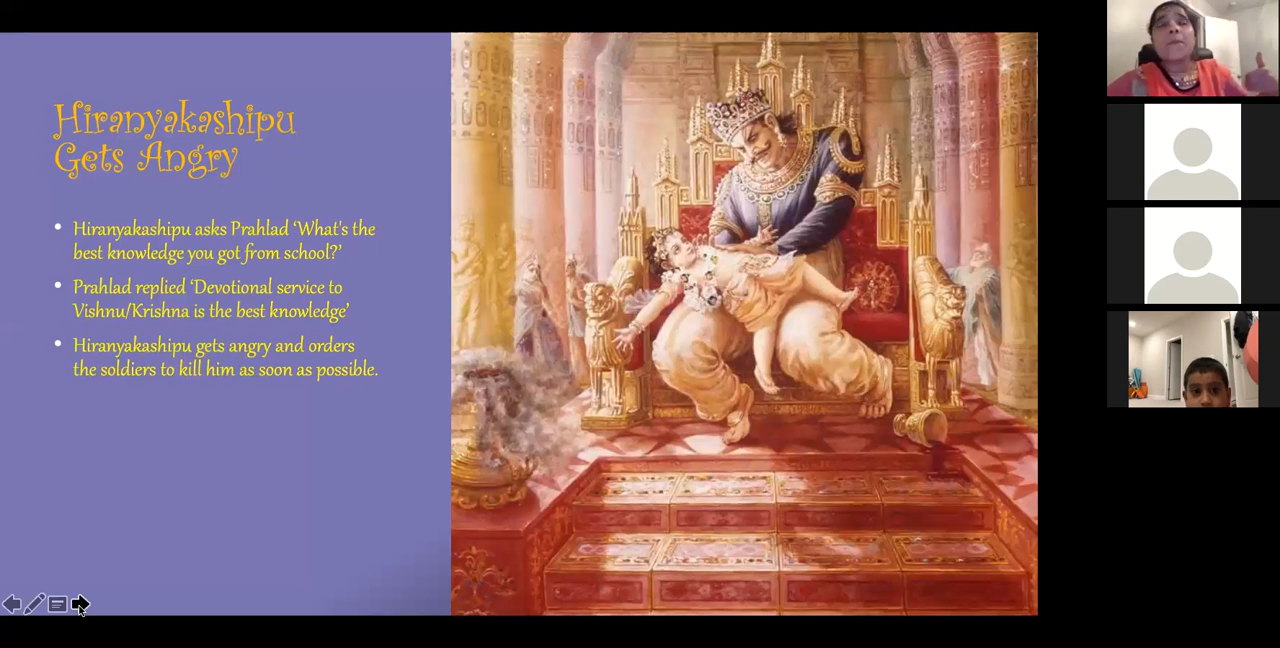 Hiranyakashipu
Gets Angry
Hiranyakashipu asks Prahlad ‘What's the
best knowledge you got from school?’
Prahlad replied ‘Devotional service to
Vishnu/Krishna is the best knowledge’
Hiranyakashipu gets angry and orders
the soldiers to kill him as soon as possible.